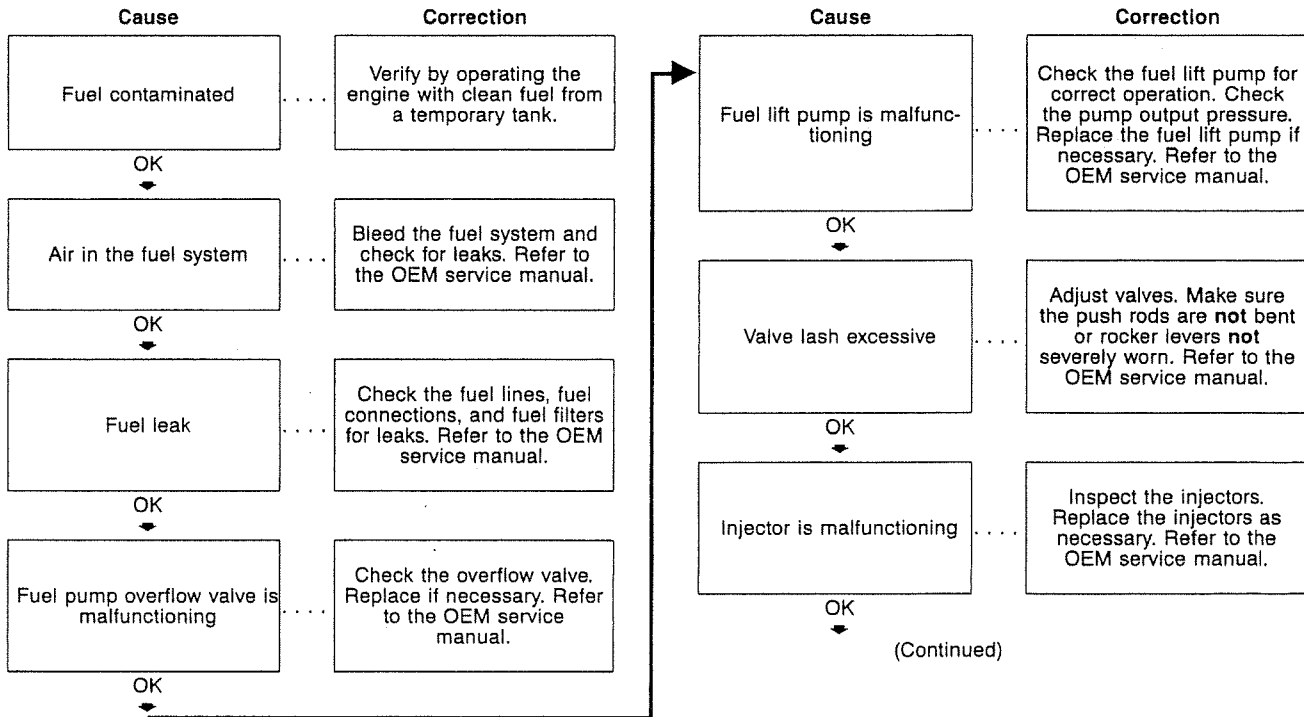 Cause
Correction
Fuel contaminated
. . . .
Verify by operating the
engine with clean fuel from
a temporary tank.
OK
Air in the fuel system
. . . .
Bleed the fuel system and
check for leaks. Refer to
the OEM service manual.
OK
Fuel leak
. . . .
Check the fuel lines, fuel
connections, and fuel filters
for leaks. Refer to the OEM
service manual.
OK
Fuel pump overflow valve is
malfunctioning
. . . .
Check the overflow valve.
Replace if necessary. Refer
to the OEM service
manual.
OK
Cause
Correction
Fuel lift pump is malfunc-
tioning
. . . .
Check the fuel lift pump for
correct operation. Check
the pump output pressure.
Replace the fuel lift pump if
necessary. Refer to the
OEM service manual.
OK
Valve lash excessive
. . . .
Adjust valves. Make sure
the push rods are not bent
or rocker levers not
severely worn. Refer to the
OEM service manual.
OK
Injector is malfunctioning
. . . .
Inspect the injectors.
Replace the injectors as
necessary. Refer to the
OEM service manual.
OK
(Continued)